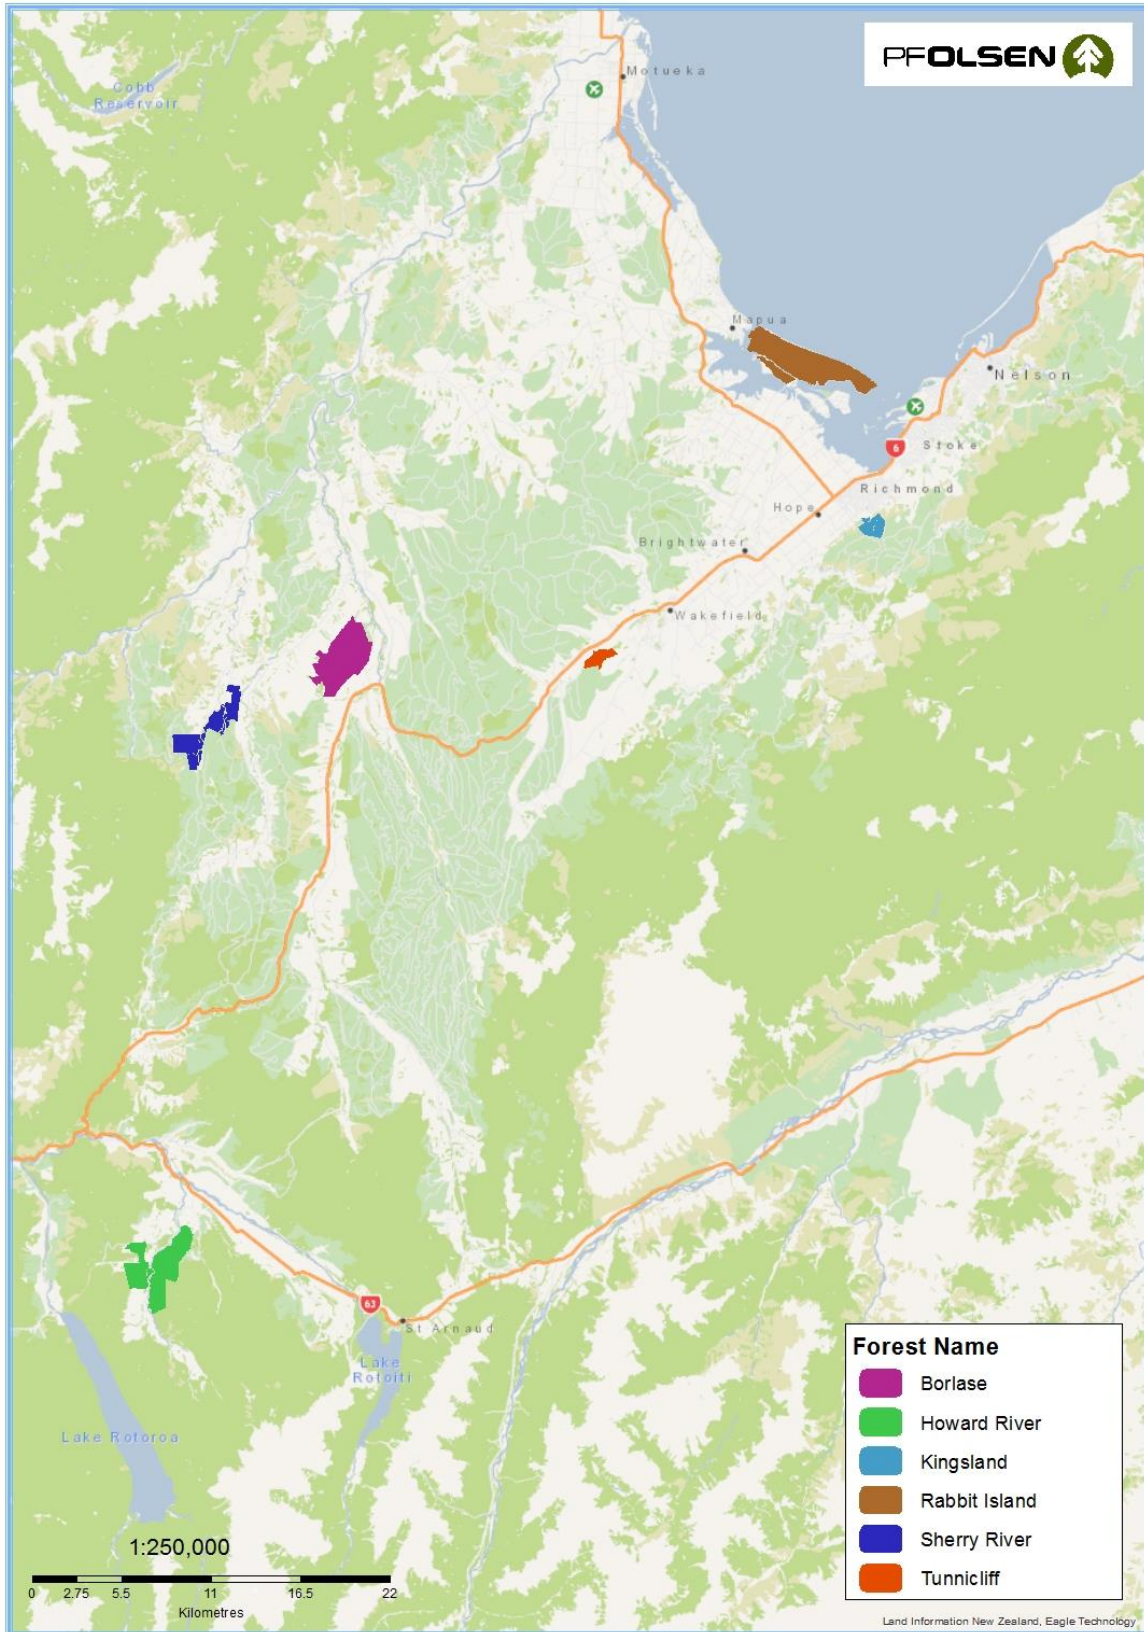 PF OLSEN
Motueka
Cobb
Reservoir
Mapua
Nelson
6
Stoke
Richmond
Hope
Brightwater
Wakefield
63
St Arnaud
Lake
Rotoiti
Lake Rotoroa
Forest Name
Borlase
Howard River
Kingsland
Rabbit Island
Sherry River
Tunnicliff
1:250,000
0 2.75 5.5 11 16.5 22
Kilometres
Land Information New Zealand, Eagle Technology